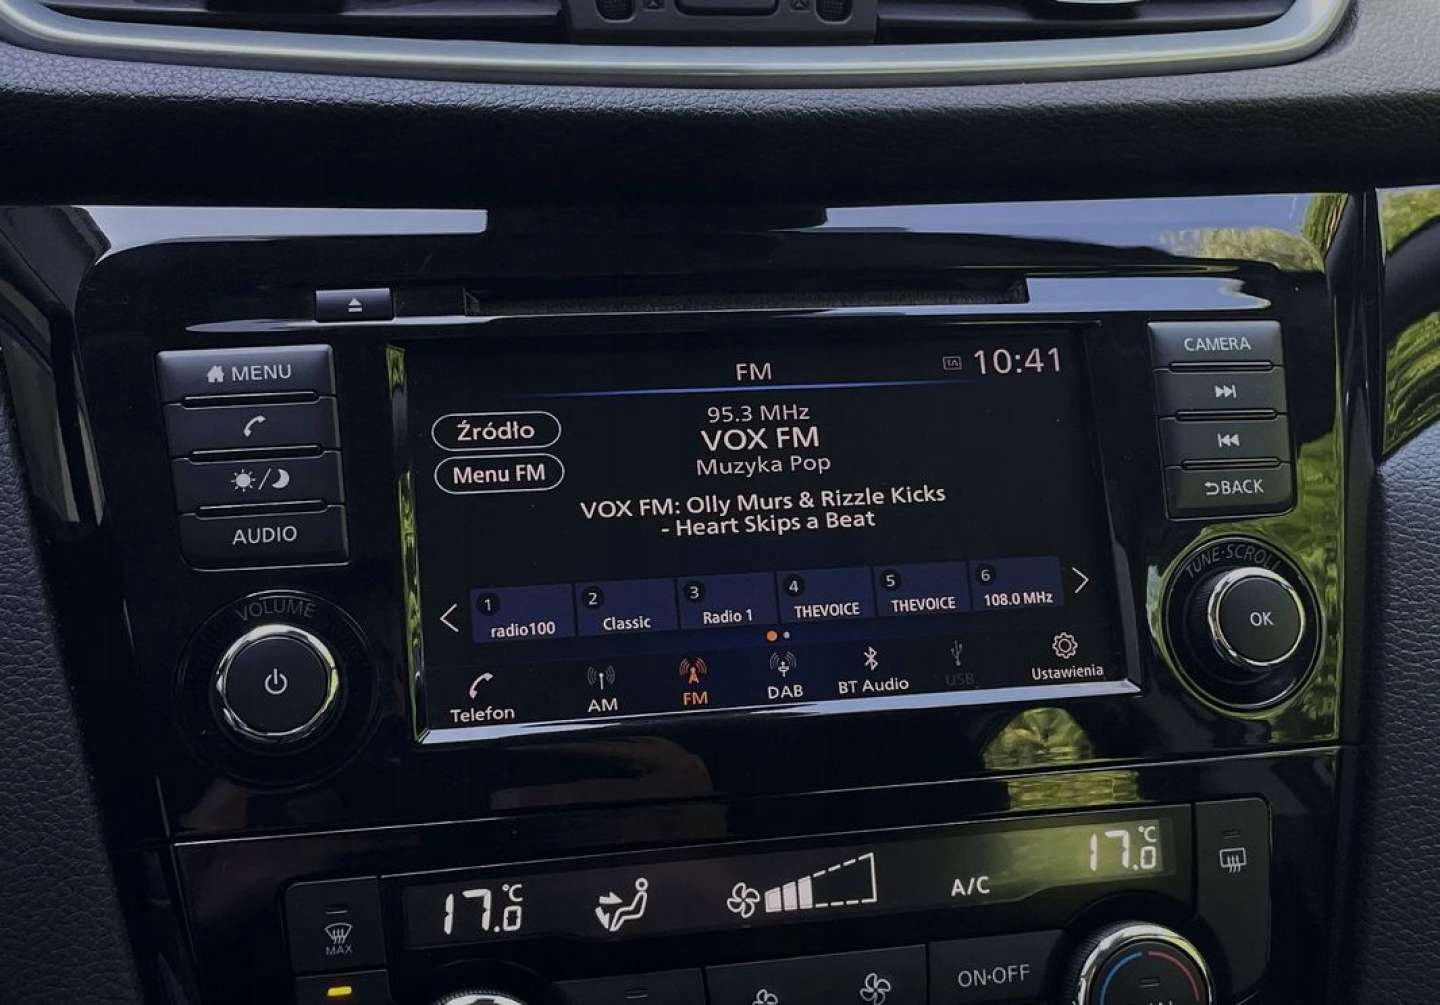 MENU
AUDIO
VOLUME
FM
TA
10:41
95.3 MHz
VOX FM
Muzyka Pop
Źródło
Menu FM
VOX FM: Olly Murs & Rizzle Kicks
- Heart Skips a Beat
1 radio100
2 Classic
3 Radio 1
4 THEVOICE
5 THEVOICE
6 108.0 MHz
Telefon
AM
FM
DAB
BT Audio
USB
Ustawienia
CAMERA
BACK
TUNE·SCROLL
OK
17.0 °C
A/C
17.0 °C
MAX
ON·OFF